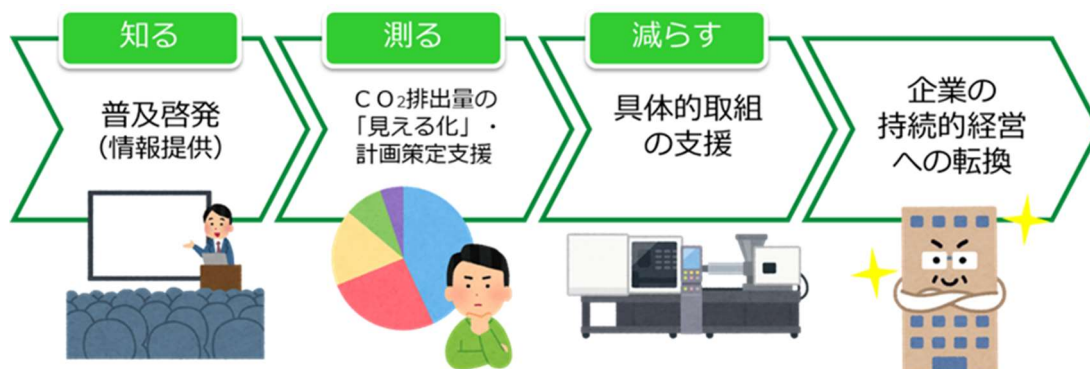 知る
普及啓発
（情報提供）
測る
ＣＯ₂排出量の
「見える化」・
計画策定支援
減らす
具体的取組
の支援
企業の
持続的経営
への転換